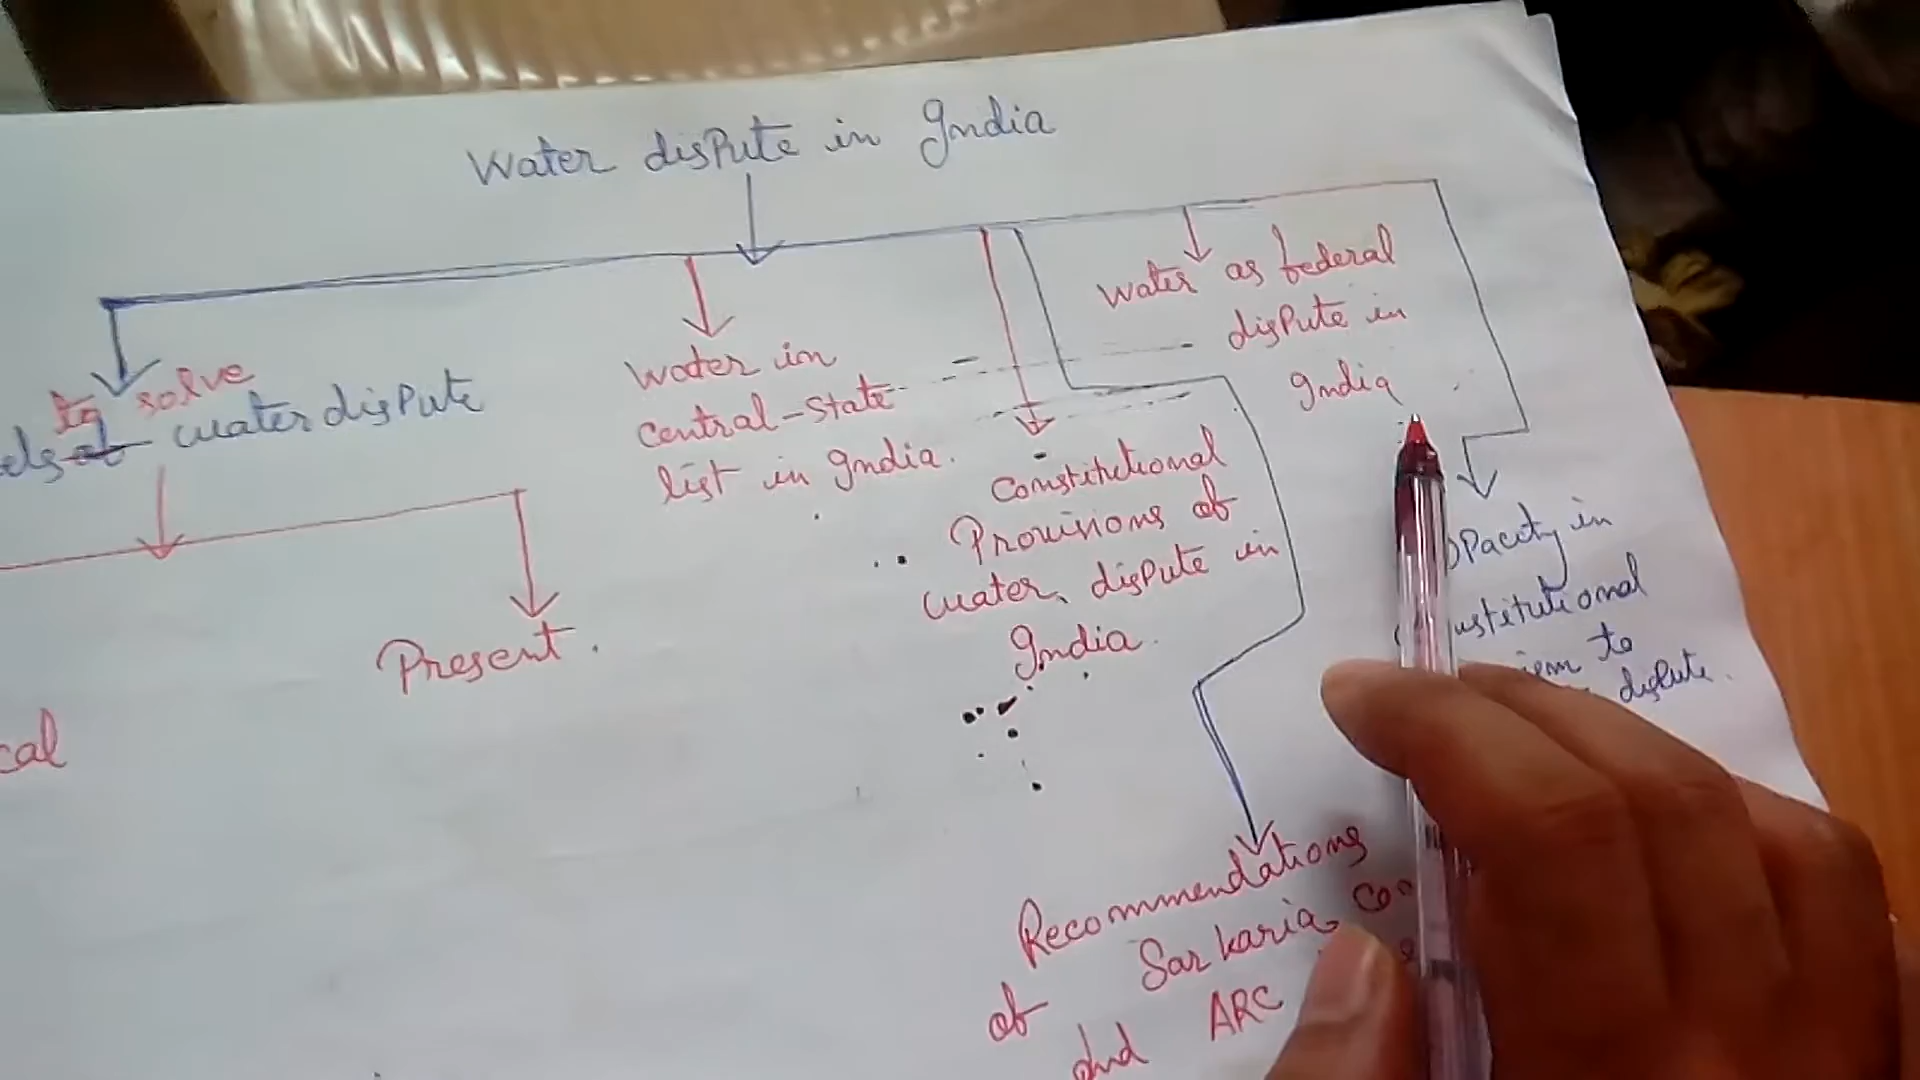 Water dispute in India
to solve
water dispute
Present.
cal
Water in
central-state
list in India.
Constitutional
Provisions of
water dispute in
India.
Water as federal
dispute in
India
in
to
dispute.
Recommendations
of Sarkaria
and ARC